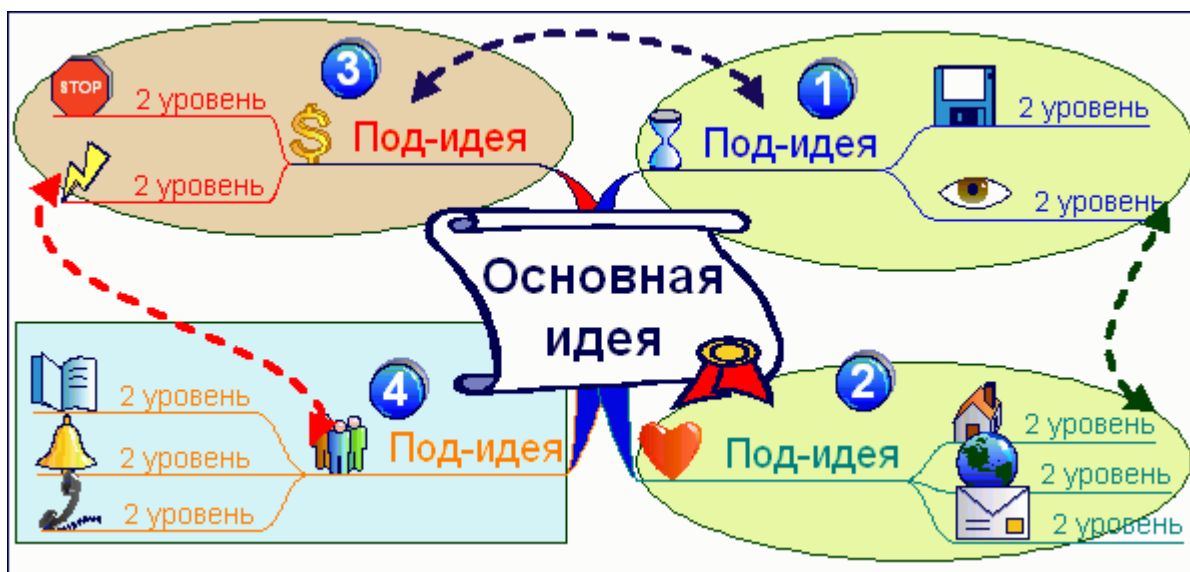 Основная
идея
1
Под-идея
2 уровень
2 уровень
2
Под-идея
2 уровень
2 уровень
2 уровень
3
Под-идея
STOP
2 уровень
2 уровень
4
Под-идея
2 уровень
2 уровень
2 уровень